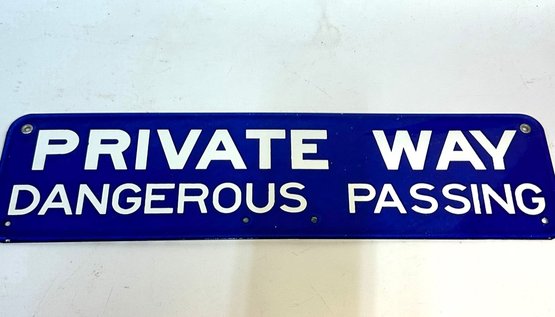 PRIVATE WAY
DANGEROUS PASSING